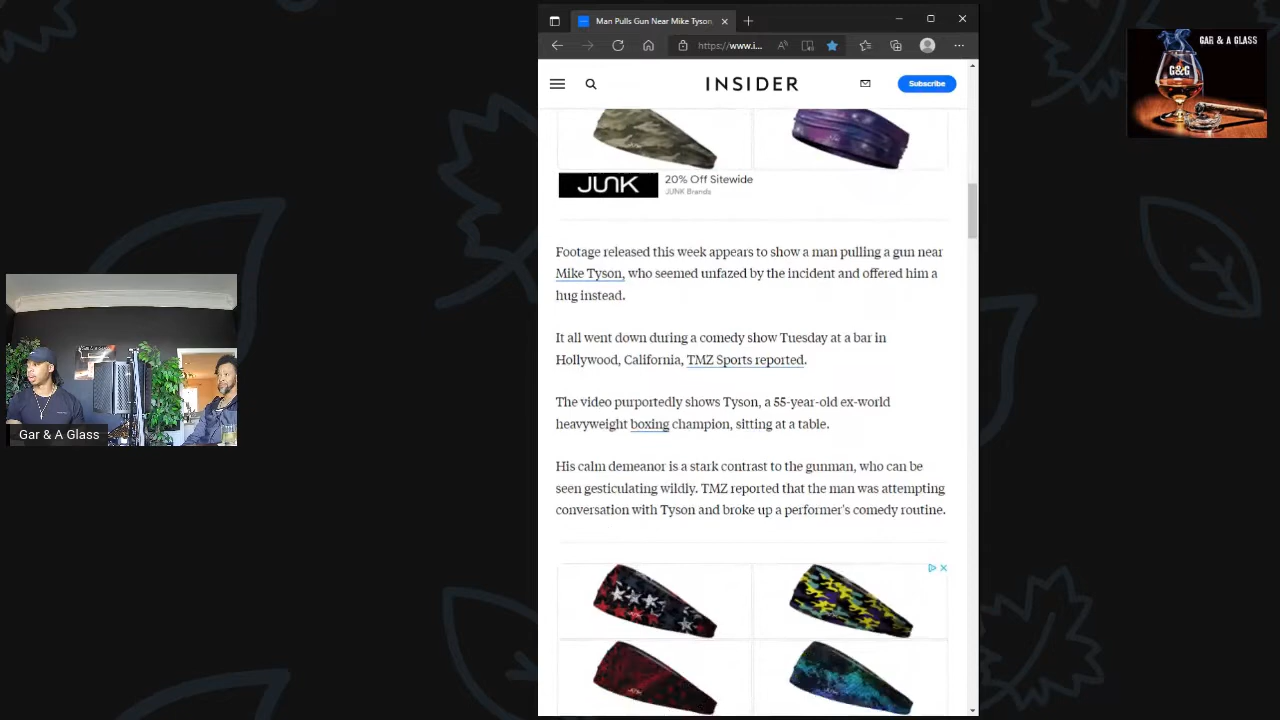 Man Pulls Gun Near Mike Tyson
https://www.i...
INSIDER
Subscribe
JUNK
20% Off Sitewide
JUNK Brands
Footage released this week appears to show a man pulling a gun near
Mike Tyson, who seemed unfazed by the incident and offered him a
hug instead.
It all went down during a comedy show Tuesday at a bar in
Hollywood, California, TMZ Sports reported.
The video purportedly shows Tyson, a 55-year-old ex-world
heavyweight boxing champion, sitting at a table.
His calm demeanor is a stark contrast to the gunman, who can be
seen gesticulating wildly. TMZ reported that the man was attempting
conversation with Tyson and broke up a performer's comedy routine.
Gar & A Glass
GAR & A GLASS
G&G